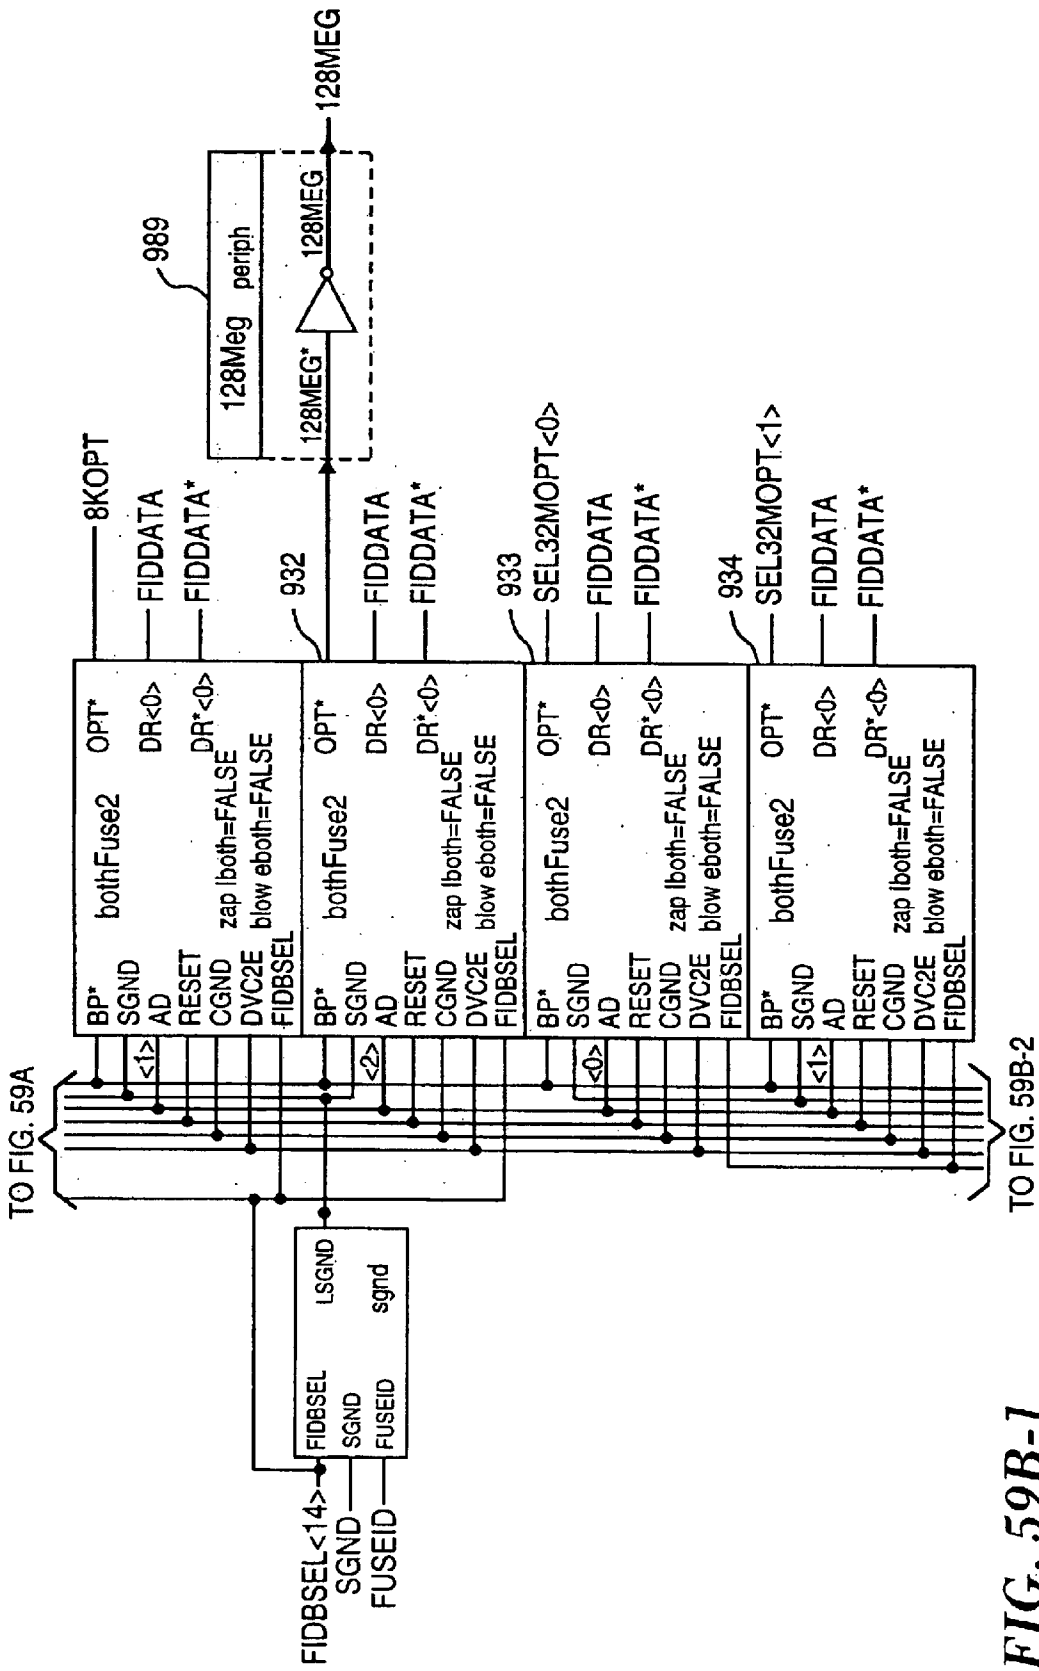 TO FIG. 59A
FIDBSEL<14>
SGND
FUSEID
FIDBSEL
SGND
FUSEID
LSGND
sgnd
BP*
SGND
<1> AD
RESET
CGND
DVC2E
FIDBSEL
bothFuse2
zap lboth=FALSE
blow eboth=FALSE
OPT*
DR<0>
DR*<0>
8KOPT
FIDDATA
FIDDATA*
BP*
SGND
<2> AD
RESET
CGND
DVC2E
FIDBSEL
bothFuse2
zap lboth=FALSE
blow eboth=FALSE
OPT*
DR<0>
DR*<0>
932
FIDDATA
FIDDATA*
989
128Meg periph
128MEG*
128MEG
128MEG
BP*
SGND
<0> AD
RESET
CGND
DVC2E
FIDBSEL
bothFuse2
zap lboth=FALSE
blow eboth=FALSE
OPT*
DR<0>
DR*<0>
933
SEL32MOPT<0>
FIDDATA
FIDDATA*
BP*
SGND
<1> AD
RESET
CGND
DVC2E
FIDBSEL
bothFuse2
zap lboth=FALSE
blow eboth=FALSE
OPT*
DR<0>
DR*<0>
934
SEL32MOPT<1>
FIDDATA
FIDDATA*
TO FIG. 59B-2
FIG. 59B-1